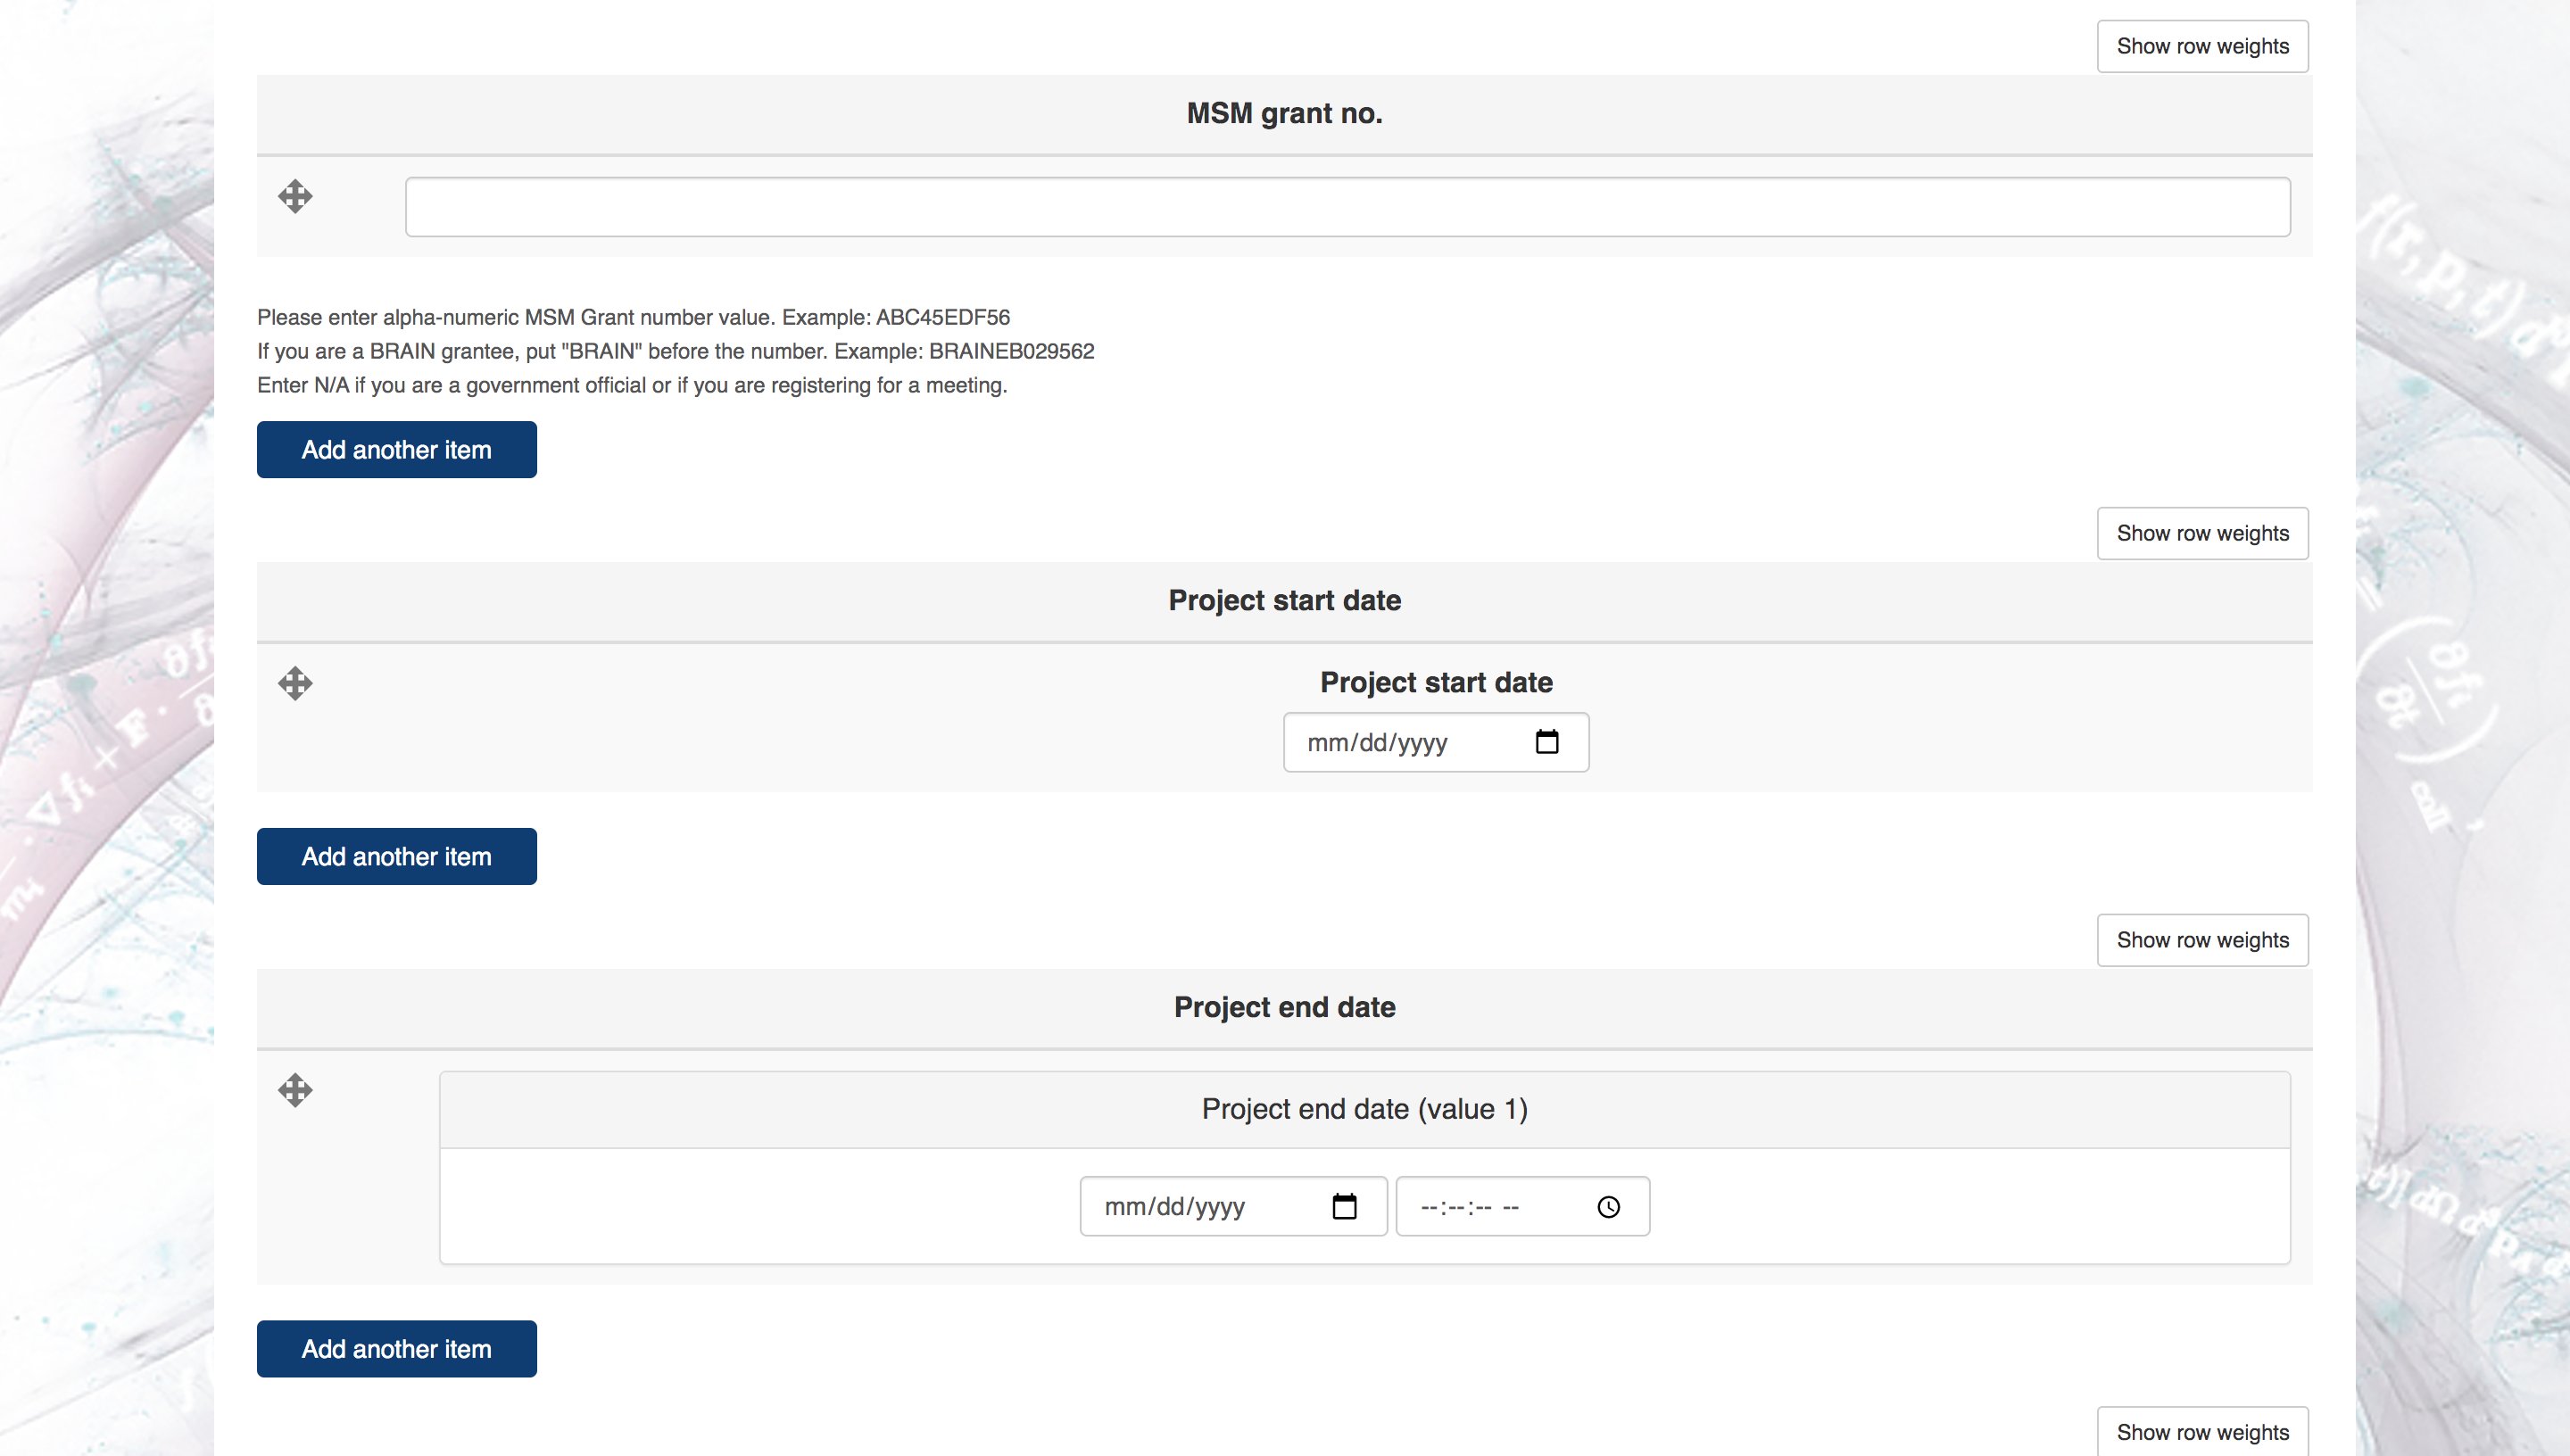 Show row weights
MSM grant no.
Please enter alpha-numeric MSM Grant number value. Example: ABC45EDF56
If you are a BRAIN grantee, put "BRAIN" before the number. Example: BRAINEB029562
Enter N/A if you are a government official or if you are registering for a meeting.
Add another item
Show row weights
Project start date
Project start date
mm/dd/yyyy
Add another item
Show row weights
Project end date
Project end date (value 1)
mm/dd/yyyy --:--:-- --
Add another item
Show row weights